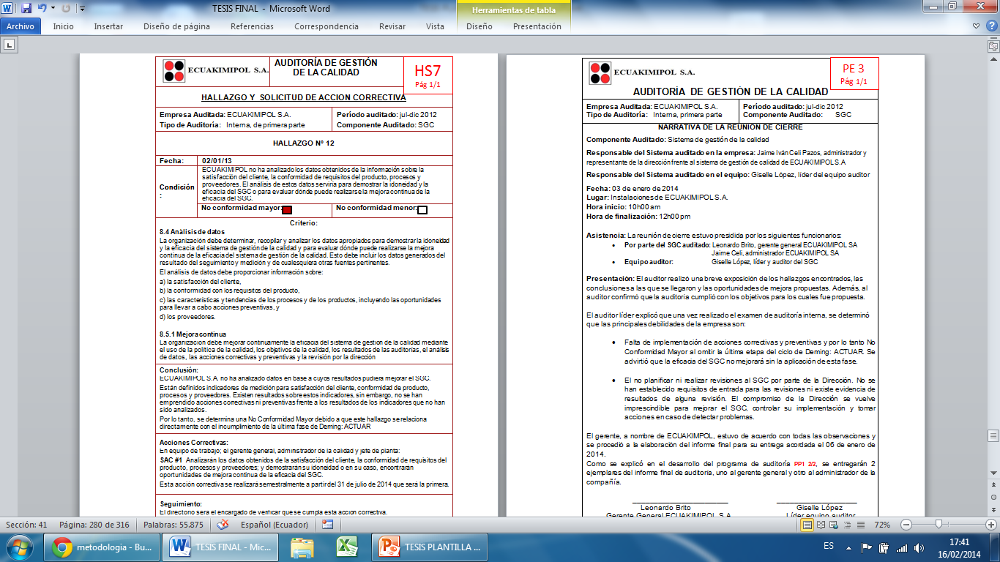 TESIS FINAL - Microsoft Word
Herramientas de tabla
Archivo Inicio Insertar Diseño de página Referencias Correspondencia Revisar Vista Diseño Presentación
ECUAKIMIPOL S.A.
AUDITORÍA DE GESTIÓN
DE LA CALIDAD
HS7
Pág 1/1
HALLAZGO Y SOLICITUD DE ACCION CORRECTIVA
Empresa Auditada: ECUAKIMIPOL S.A.
Tipo de Auditoría: Interna, de primera parte
Período auditado: jul-dic 2012
Componente Auditado: SGC
HALLAZGO Nº 12
Fecha: 02/01/13
Condición
:
ECUAKIMIPOL no ha analizado los datos obtenidos de la información sobre la
satisfacción del cliente, la conformidad de requisitos del producto, procesos y
proveedores. El análisis de estos datos serviría para demostrar la idoneidad y la
eficacia del SGC o para evaluar dónde puede realizarse la mejora continua de la
eficacia del SGC.
No conformidad mayor: No conformidad menor:
Criterio:
8.4 Análisis de datos
La organización debe determinar, recopilar y analizar los datos apropiados para demostrar la idoneidad
y la eficacia del sistema de gestión de la calidad y para evaluar dónde puede realizarse la mejora
continua de la eficacia del sistema de gestión de la calidad. Esto debe incluir los datos generados del
resultado del seguimiento y medición y de cualesquiera otras fuentes pertinentes.
El análisis de datos debe proporcionar información sobre:
a) la satisfacción del cliente,
b) la conformidad con los requisitos del producto,
c) las características y tendencias de los procesos y de los productos, incluyendo las oportunidades
para llevar a cabo acciones preventivas, y
d) los proveedores.
8.5.1 Mejora continua
La organización debe mejorar continuamente la eficacia del sistema de gestión de la calidad mediante
el uso de la política de la calidad, los objetivos de la calidad, los resultados de las auditorías, el análisis
de datos, las acciones correctivas y preventivas y la revisión por la dirección
Conclusión:
ECUAKIMIPOL S.A. no ha analizado datos en base a cuyos resultados pudiera mejorar el SGC.
Están definidos indicadores de medición para satisfacción del cliente, conformidad de producto,
procesos y proveedores. Existen resultados sobre estos indicadores, sin embargo, no se han
emprendido acciones correctivas ni preventivas frente a los resultados de los indicadores que no han
sido analizados.
Por lo tanto, se determina una No Conformidad Mayor debido a que este hallazgo se relaciona
directamente con el incumplimiento de la última fase de Deming: ACTUAR
Acciones Correctivas:
En equipo de trabajo; el gerente general, administrador de la calidad y jefe de planta:
SAC #1 Analizarán los datos obtenidos de la satisfacción del cliente, la conformidad de requisitos del
producto, procesos y proveedores; y demostrarán su idoneidad o en su caso, encontrarán
oportunidades de mejora continua de la eficacia del SGC.
Esta acción correctiva se realizará semestralmente a partir del 31 de julio de 2014 que será la primera.
Seguimiento:
El directorio será el encargado de verificar que se cumpla esta acción correctiva.
ECUAKIMIPOL S.A.
PE 3
Pág 1/1
AUDITORÍA DE GESTIÓN DE LA CALIDAD
Empresa Auditada: ECUAKIMIPOL S.A.
Tipo de Auditoría: Interna, primera parte
Período auditado: jul-dic 2012
Componente Auditado: SGC
NARRATIVA DE LA REUNION DE CIERRE
Componente Auditado: Sistema de gestión de la calidad
Responsable del Sistema auditado en la empresa: Jaime Iván Celi Pazos, administrador y
representante de la dirección frente al sistema de gestión de calidad de ECUAKIMIPOL S.A
Responsable del Sistema auditado en el equipo: Giselle López, líder del equipo auditor
Fecha: 03 de enero de 2014
Lugar: Instalaciones de ECUAKIMIPOL S.A.
Hora inicio: 10h00 am
Hora de finalización: 12h00 pm
Asistencia: La reunión de cierre estuvo presidida por los siguientes funcionarios:
• Por parte del SGC auditado: Leonardo Brito, gerente general ECUAKIMIPOL SA
Jaime Celi, administrador ECUAKIMIPOL SA
• Equipo auditor: Giselle López, líder y auditor del SGC
Presentación: El auditor realizó una breve exposición de los hallazgos encontrados, las
conclusiones a las que se llegaron y las oportunidades de mejora propuestas. Además, al
auditor confirmó que la auditoría cumplió con los objetivos para los cuales fue propuesta.
El auditor líder explicó que una vez realizado el examen de auditoría interna, se determinó
que las principales debilidades de la empresa son:
• Falta de implementación de acciones correctivas y preventivas y por lo tanto No
Conformidad Mayor al omitir la última etapa del ciclo de Deming: ACTUAR. Se
advirtió que la eficacia del SGC no mejorará sin la aplicación de esta fase.
• El no planificar ni realizar revisiones al SGC por parte de la Dirección. No se
han establecido requisitos de entrada para las revisiones ni existe evidencia de
resultados de alguna revisión. El compromiso de la Dirección se vuelve
imprescindible para mejorar el SGC, controlar su implementación y tomar
acciones en caso de detectar problemas.
El gerente, a nombre de ECUAKIMPOL, estuvo de acuerdo con todas las observaciones y
se procedió a la elaboración del informe final para su entrega acordada el 06 de enero de
2014.
Como se explicó en el desarrollo del programa de auditoría PP1 2/2, se entregarán 2
ejemplares del informe final de auditoría, uno al gerente general y otro al administrador de la
compañía.
Leonardo Brito Giselle López
Gerente General ECUAKIMIPOL S.A. Líder equipo auditor
Sección: 41 Página: 280 de 316 Palabras: 55.875 Español (Ecuador) 72%
metodologia - Bu... TESIS FINAL - Mic... TESIS PLANTILLA ... ES 17:41
16/02/2014